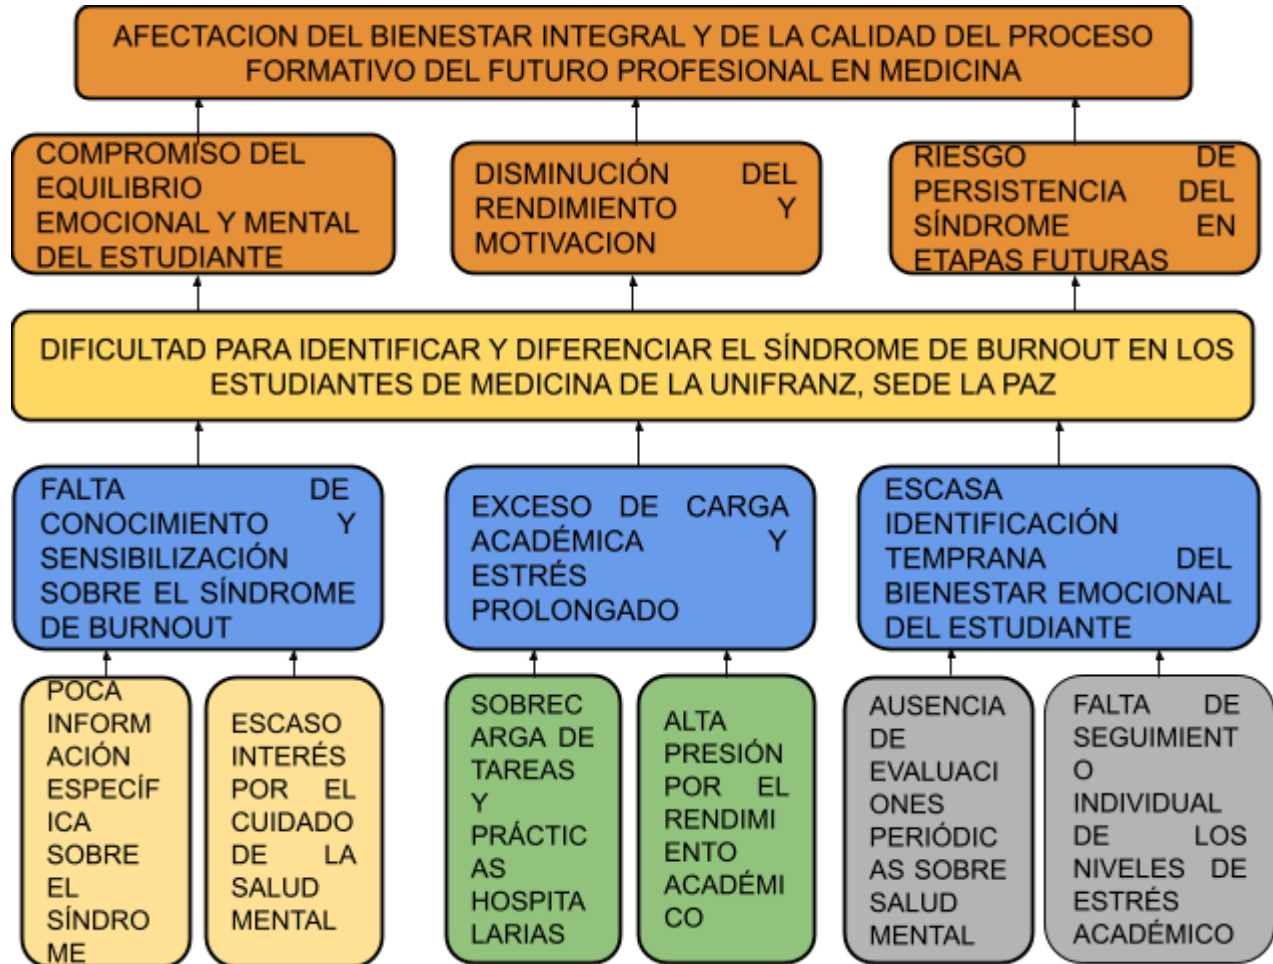 AFECTACION DEL BIENESTAR INTEGRAL Y DE LA CALIDAD DEL PROCESO
FORMATIVO DEL FUTURO PROFESIONAL EN MEDICINA
COMPROMISO DEL
EQUILIBRIO
EMOCIONAL Y MENTAL
DEL ESTUDIANTE
DISMINUCIÓN DEL
RENDIMIENTO Y
MOTIVACION
RIESGO DE
PERSISTENCIA DEL
SÍNDROME EN
ETAPAS FUTURAS
DIFICULTAD PARA IDENTIFICAR Y DIFERENCIAR EL SÍNDROME DE BURNOUT EN LOS
ESTUDIANTES DE MEDICINA DE LA UNIFRANZ, SEDE LA PAZ
FALTA DE
CONOCIMIENTO Y
SENSIBILIZACIÓN
SOBRE EL SÍNDROME
DE BURNOUT
EXCESO DE CARGA
ACADÉMICA Y
ESTRÉS
PROLONGADO
ESCASA
IDENTIFICACIÓN
TEMPRANA DEL
BIENESTAR EMOCIONAL
DEL ESTUDIANTE
POCA
INFORM
ACIÓN
ESPECÍF
ICA
SOBRE
EL
SÍNDRO
ME
ESCASO
INTERÉS
POR EL
CUIDADO
DE LA
SALUD
MENTAL
SOBREC
ARGA DE
TAREAS
Y
PRÁCTIC
AS
HOSPITA
LARIAS
ALTA
PRESIÓN
POR EL
RENDIMI
ENTO
ACADÉMI
CO
AUSENCIA
DE
EVALUACI
ONES
PERIÓDIC
AS SOBRE
SALUD
MENTAL
FALTA DE
SEGUIMIENT
O
INDIVIDUAL
DE LOS
NIVELES DE
ESTRÉS
ACADÉMICO